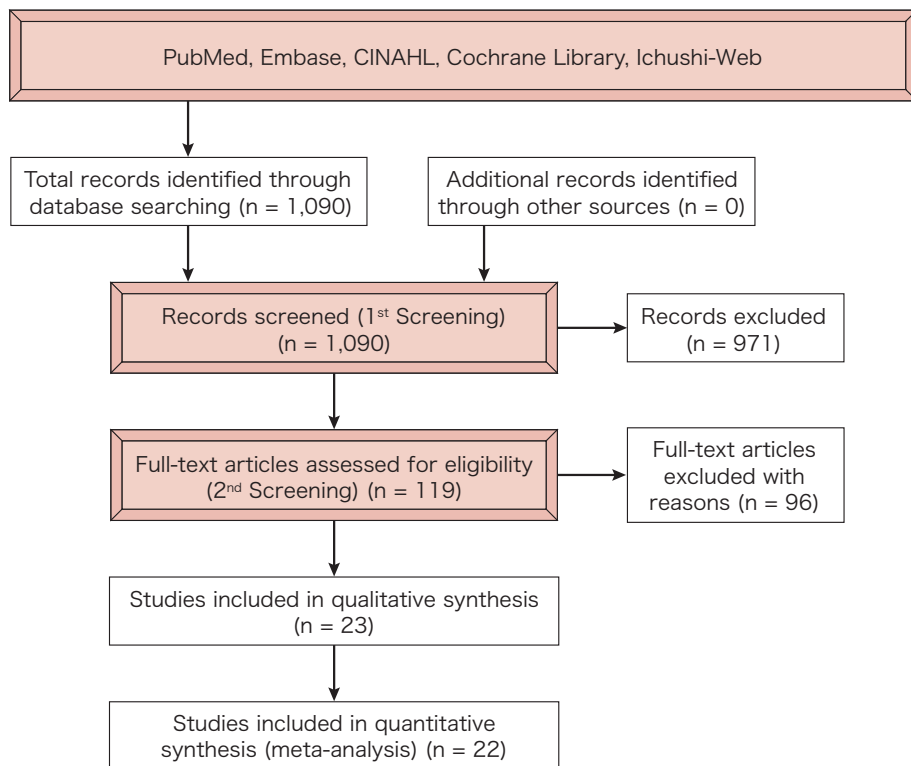 PubMed, Embase, CINAHL, Cochrane Library, Ichushi-Web
Total records identified through
database searching (n = 1,090)
Additional records identified
through other sources (n = 0)
Records screened (1st Screening)
(n = 1,090)
Records excluded
(n = 971)
Full-text articles assessed for eligibility
(2nd Screening) (n = 119)
Full-text articles
excluded with
reasons (n = 96)
Studies included in qualitative synthesis
(n = 23)
Studies included in quantitative
synthesis (meta-analysis) (n = 22)